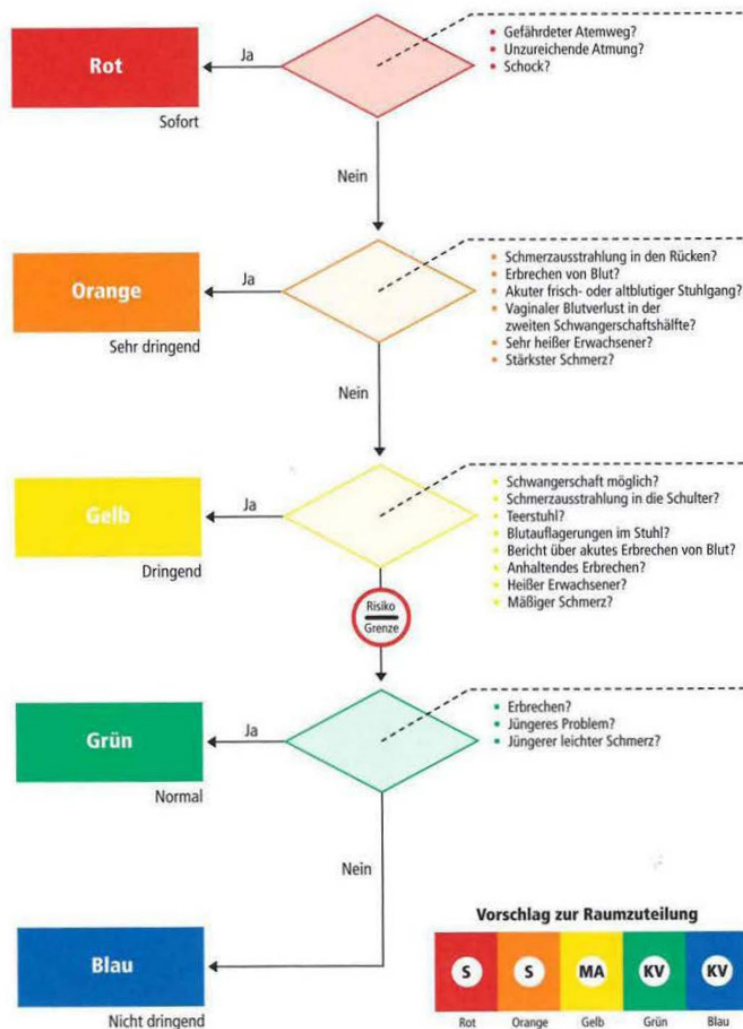 Rot
Ja
Sofort
Gefährdeter Atemweg?
Unzureichende Atmung?
Schock?
Nein
Orange
Ja
Sehr dringend
Schmerzausstrahlung in den Rücken?
Erbrechen von Blut?
Akuter frisch- oder altblutiger Stuhlgang?
Vaginaler Blutverlust in der
zweiten Schwangerschaftshälfte?
Sehr heißer Erwachsener?
Stärkster Schmerz?
Nein
Gelb
Ja
Dringend
Schwangerschaft möglich?
Schmerzausstrahlung in die Schulter?
Teerstuhl?
Blutauflagerungen im Stuhl?
Bericht über akutes Erbrechen von Blut?
Anhaltendes Erbrechen?
Heißer Erwachsener?
Mäßiger Schmerz?
Risiko
Grenze
Grün
Ja
Normal
Erbrechen?
Jüngeres Problem?
Jüngerer leichter Schmerz?
Nein
Blau
Nicht dringend
Vorschlag zur Raumzuteilung
S S MA KV KV
Rot Orange Gelb Grün Blau